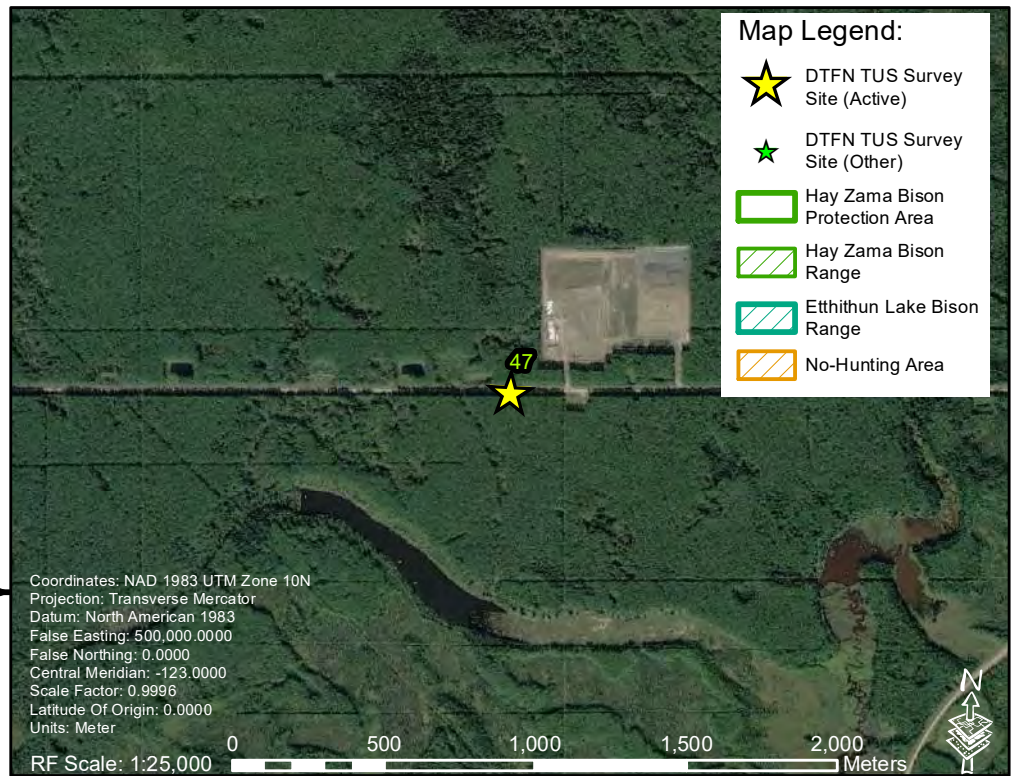 Map Legend:
DTFN TUS Survey
Site (Active)
DTFN TUS Survey
Site (Other)
Hay Zama Bison
Protection Area
Hay Zama Bison
Range
Etthithun Lake Bison
Range
No-Hunting Area
47
Coordinates: NAD 1983 UTM Zone 10N
Projection: Transverse Mercator
Datum: North American 1983
False Easting: 500,000.0000
False Northing: 0.0000
Central Meridian: -123.0000
Scale Factor: 0.9996
Latitude Of Origin: 0.0000
Units: Meter
N
0 500 1,000 1,500 2,000
RF Scale: 1:25,000 Meters